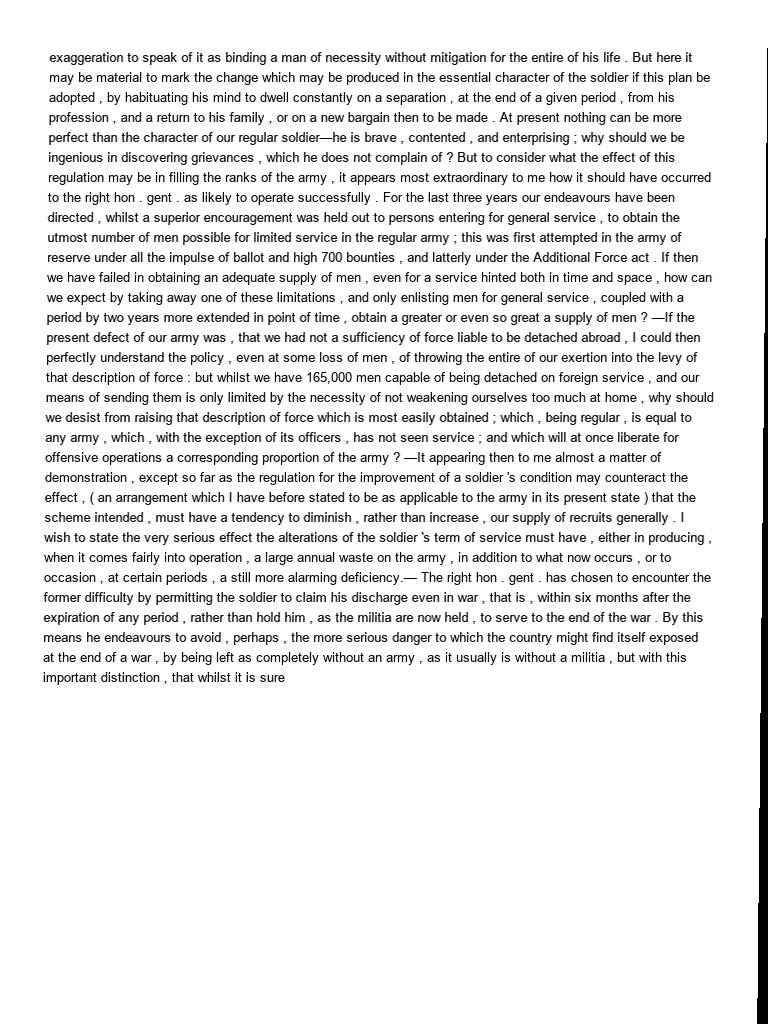 exaggeration to speak of it as binding a man of necessity without mitigation for the entire of his life . But here it
may be material to mark the change which may be produced in the essential character of the soldier if this plan be
adopted , by habituating his mind to dwell constantly on a separation , at the end of a given period , from his
profession , and a return to his family , or on a new bargain then to be made . At present nothing can be more
perfect than the character of our regular soldier—he is brave , contented , and enterprising ; why should we be
ingenious in discovering grievances , which he does not complain of ? But to consider what the effect of this
regulation may be in filling the ranks of the army , it appears most extraordinary to me how it should have occurred
to the right hon . gent . as likely to operate successfully . For the last three years our endeavours have been
directed , whilst a superior encouragement was held out to persons entering for general service , to obtain the
utmost number of men possible for limited service in the regular army ; this was first attempted in the army of
reserve under all the impulse of ballot and high 700 bounties , and latterly under the Additional Force act . If then
we have failed in obtaining an adequate supply of men , even for a service hinted both in time and space , how can
we expect by taking away one of these limitations , and only enlisting men for general service , coupled with a
period by two years more extended in point of time , obtain a greater or even so great a supply of men ? —If the
present defect of our army was , that we had not a sufficiency of force liable to be detached abroad , I could then
perfectly understand the policy , even at some loss of men , of throwing the entire of our exertion into the levy of
that description of force : but whilst we have 165,000 men capable of being detached on foreign service , and our
means of sending them is only limited by the necessity of not weakening ourselves too much at home , why should
we desist from raising that description of force which is most easily obtained ; which , being regular , is equal to
any army , which , with the exception of its officers , has not seen service ; and which will at once liberate for
offensive operations a corresponding proportion of the army ? —It appearing then to me almost a matter of
demonstration , except so far as the regulation for the improvement of a soldier 's condition may counteract the
effect , ( an arrangement which I have before stated to be as applicable to the army in its present state ) that the
scheme intended , must have a tendency to diminish , rather than increase , our supply of recruits generally . I
wish to state the very serious effect the alterations of the soldier 's term of service must have , either in producing ,
when it comes fairly into operation , a large annual waste on the army , in addition to what now occurs , or to
occasion , at certain periods , a still more alarming deficiency.— The right hon . gent . has chosen to encounter the
former difficulty by permitting the soldier to claim his discharge even in war , that is , within six months after the
expiration of any period , rather than hold him , as the militia are now held , to serve to the end of the war . By this
means he endeavours to avoid , perhaps , the more serious danger to which the country might find itself exposed
at the end of a war , by being left as completely without an army , as it usually is without a militia , but with this
important distinction , that whilst it is sure